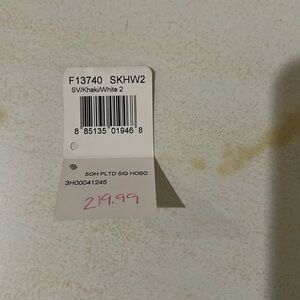 F13740 SKHW2
SV/Khaki/White 2
8 85135 01946 8
SOH PLTD SIG HOBO
3H00041245
219.99